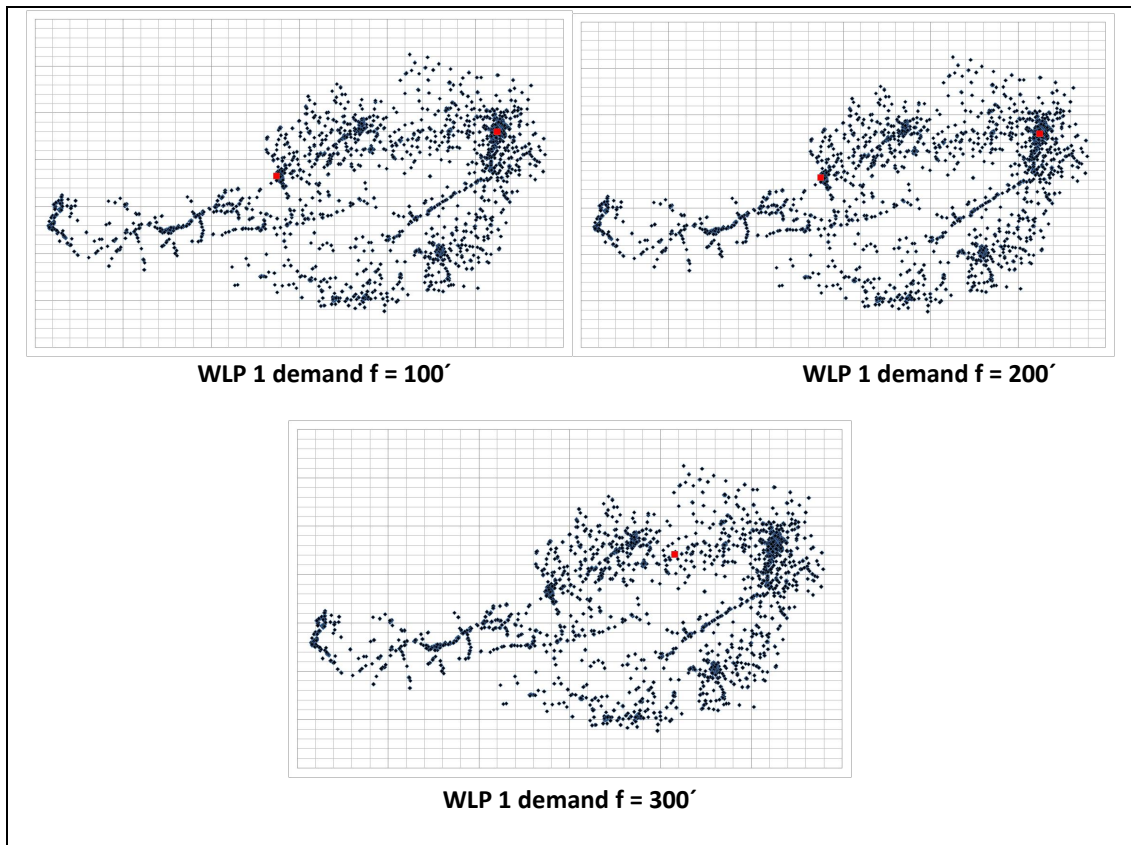 WLP 1 demand f = 100´
WLP 1 demand f = 200´
WLP 1 demand f = 300´